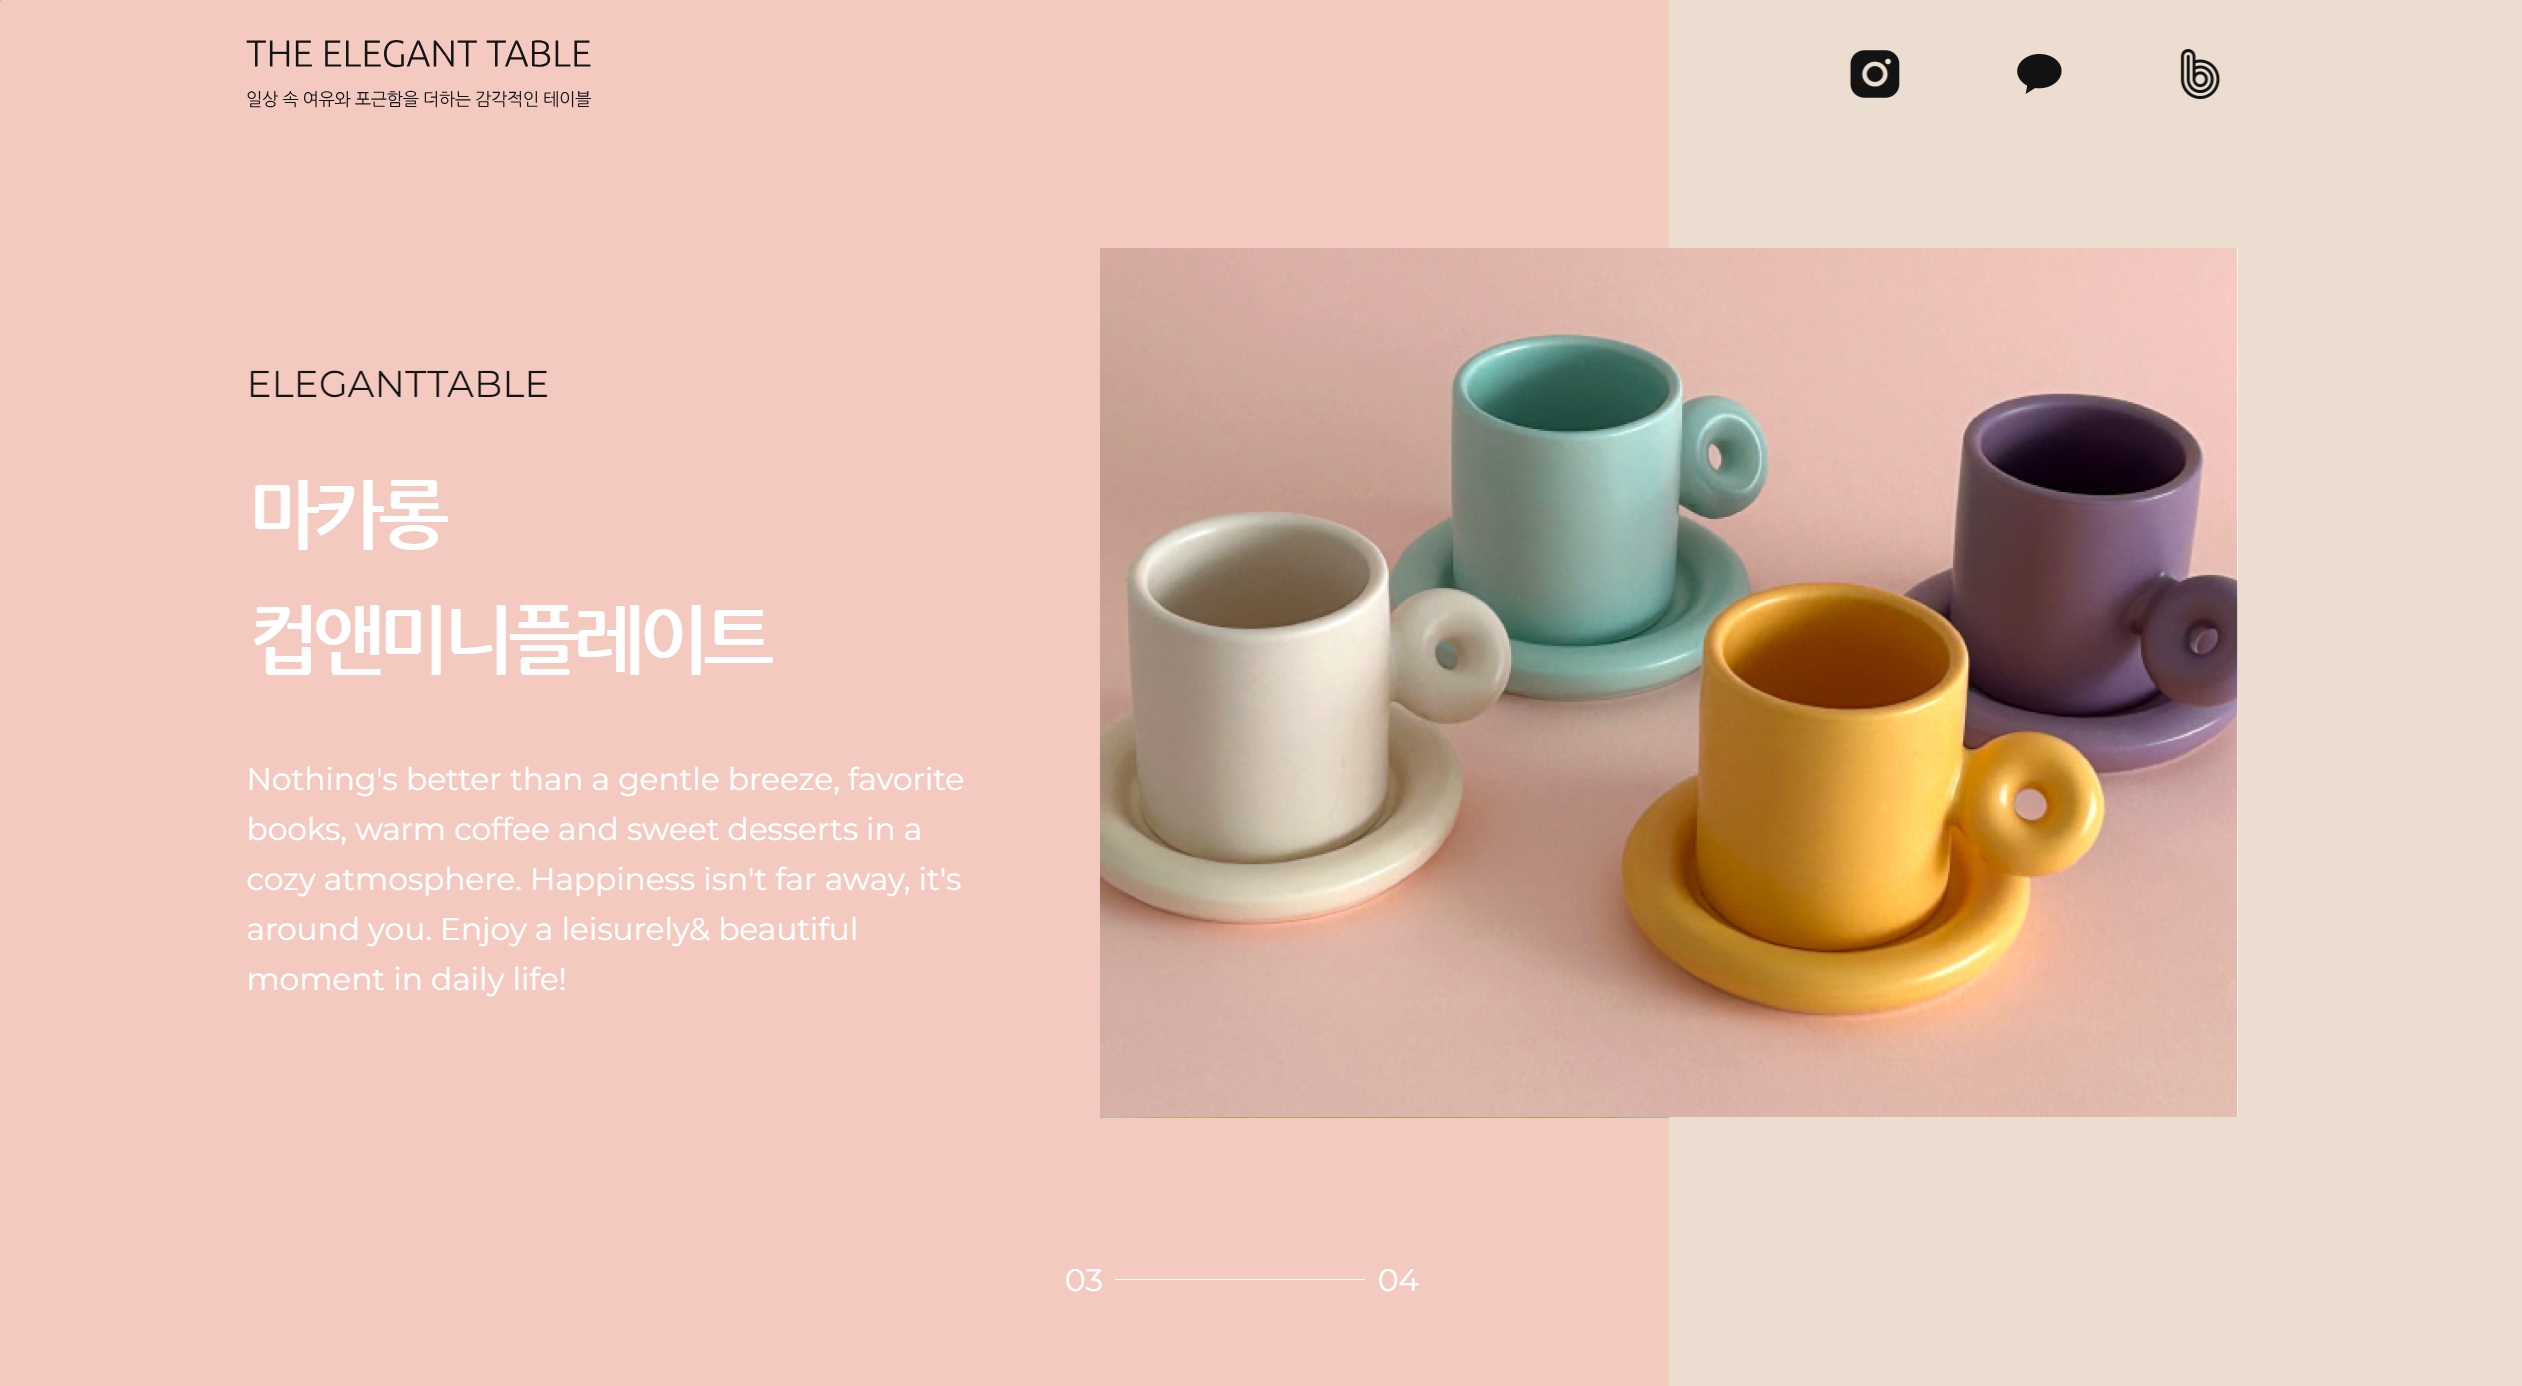 THE ELEGANT TABLE
일상 속 여유와 포근함을 더하는 감각적인 테이블
ELEGANTTABLE
마카롱
컵앤미니플레이트
Nothing's better than a gentle breeze, favorite
books, warm coffee and sweet desserts in a
cozy atmosphere. Happiness isn't far away, it's
around you. Enjoy a leisurely& beautiful
moment in daily life!
03
04